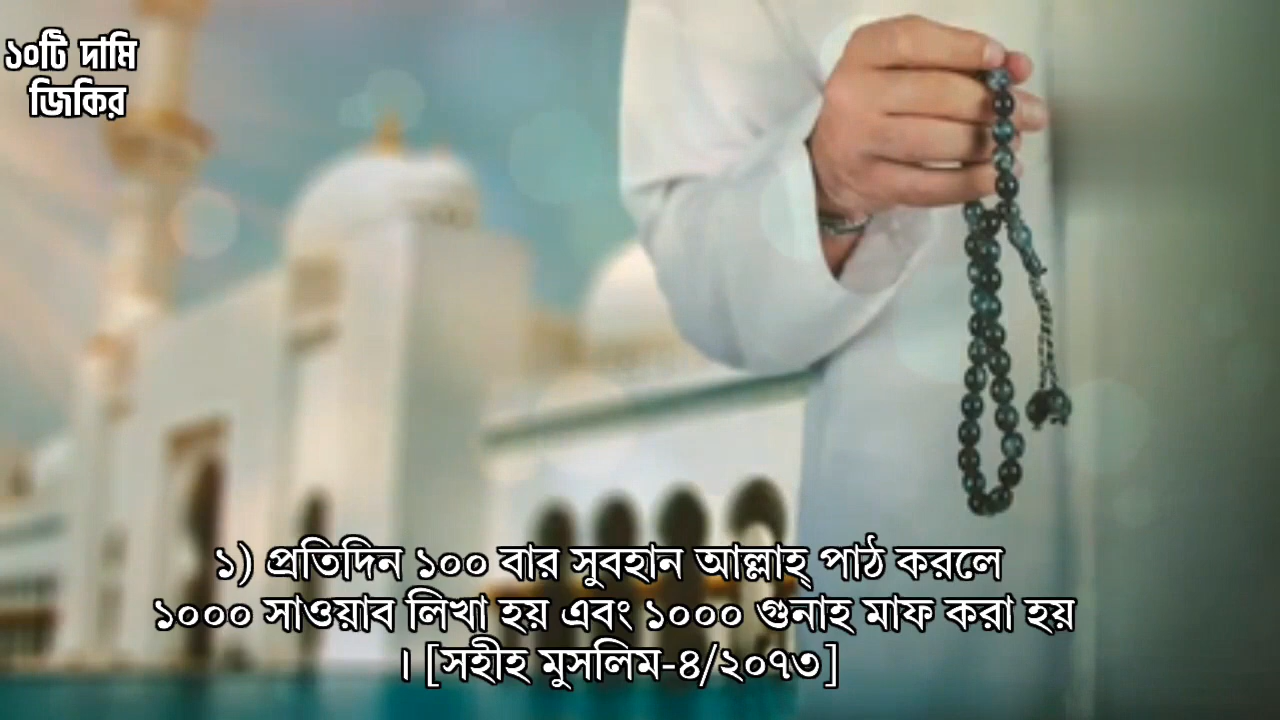 ১০টি দামি
জিকির
১) প্রতিদিন ১০০ বার সুবহান আল্লাহ্ পাঠ করলে
১০০০ সাওয়াব লিখা হয় এবং ১০০০ গুনাহ মাফ করা হয়
। [সহীহ মুসলিম-৪/২০৭৩]